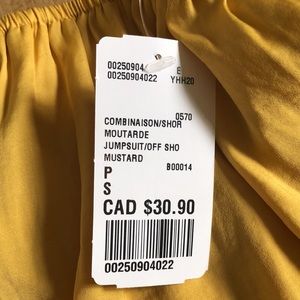 00250904022 E
00250904022 YHH20
0570
COMBINAISON/SHOR
MOUTARDE
JUMPSUIT/OFF SHO
MUSTARD
P B00014
S
CAD $30.90
00250904022